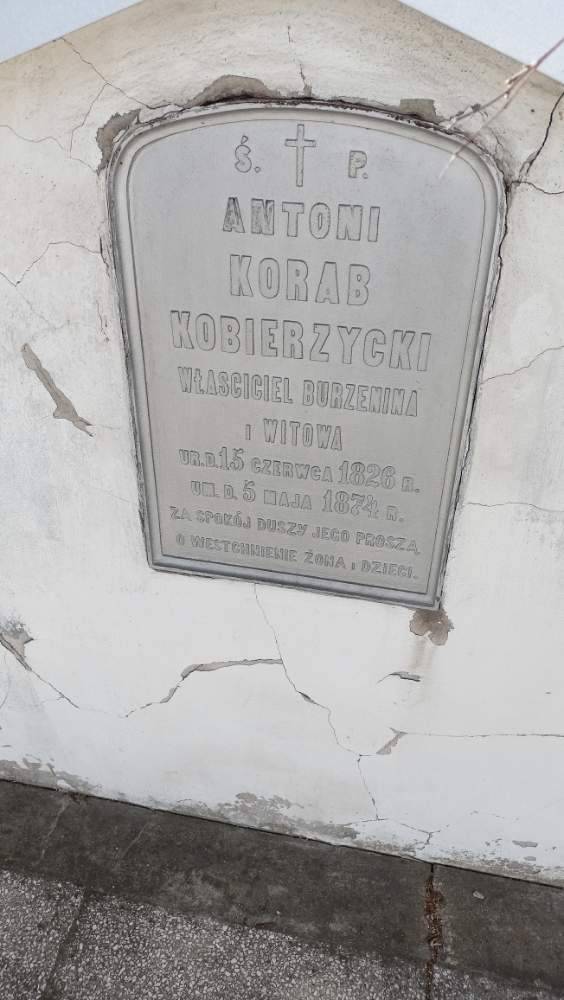 Ś. P.
ANTONI
KORAB
KOBIERZYCKI
WŁAŚCICIEL BURZENINA
I WITOWA
UR. D. 15 CZERWCA 1826 R.
UM. D. 5 MAJA 1874 R.
ZA SPOKÓJ DUSZY JEGO PROSZĄ
O WESTCHNIENIE ŻONA I DZIECI.